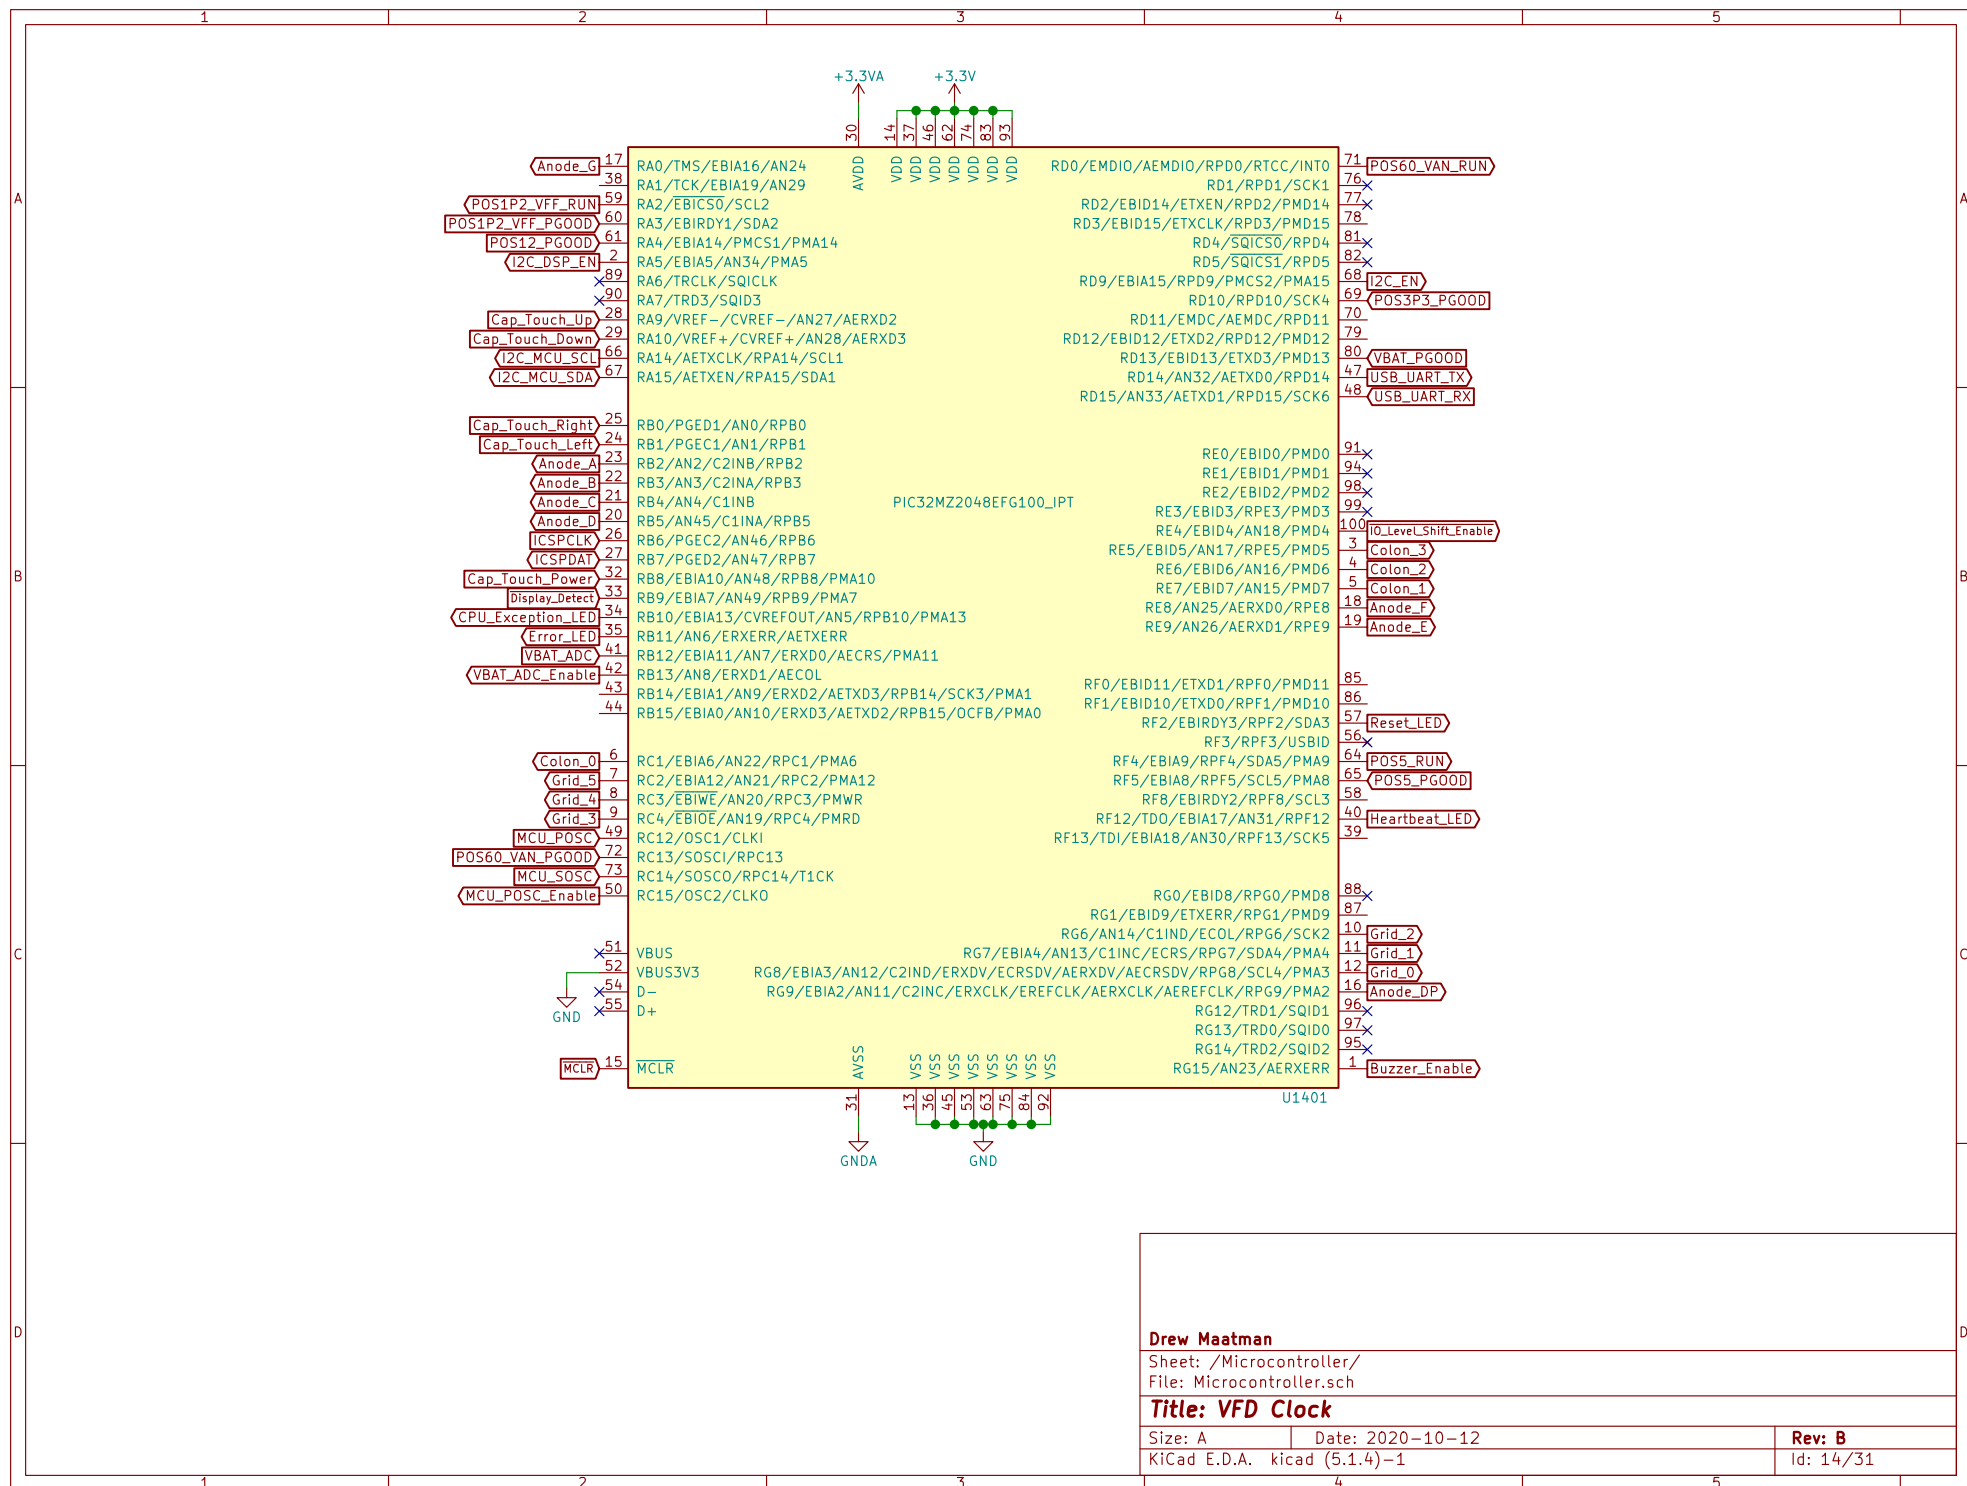 1 2 3 4 5
+3.3VA +3.3V
30 14 37 46 62 74 83 93
AVDD VDD VDD VDD VDD VDD VDD VDD
Anode_G 17 RA0/TMS/EBIA16/AN24
38 RA1/TCK/EBIA19/AN29
POS1P2_VFF_RUN 59 RA2/EBICS0/SCL2
POS1P2_VFF_PGOOD 60 RA3/EBIRDY1/SDA2
POS12_PGOOD 61 RA4/EBIA14/PMCS1/PMA14
I2C_DSP_EN 2 RA5/EBIA5/AN34/PMA5
89 RA6/TRCLK/SQICLK
90 RA7/TRD3/SQID3
Cap_Touch_Up 28 RA9/VREF-/CVREF-/AN27/AERXD2
Cap_Touch_Down 29 RA10/VREF+/CVREF+/AN28/AERXD3
I2C_MCU_SCL 66 RA14/AETXCLK/RPA14/SCL1
I2C_MCU_SDA 67 RA15/AETXEN/RPA15/SDA1
Cap_Touch_Right 25 RB0/PGED1/AN0/RPB0
Cap_Touch_Left 24 RB1/PGEC1/AN1/RPB1
Anode_A 23 RB2/AN2/C2INB/RPB2
Anode_B 22 RB3/AN3/C2INA/RPB3
Anode_C 21 RB4/AN4/C1INB
Anode_D 20 RB5/AN45/C1INA/RPB5
ICSPCLK 26 RB6/PGEC2/AN46/RPB6
ICSPDAT 27 RB7/PGED2/AN47/RPB7
Cap_Touch_Power 32 RB8/EBIA10/AN48/RPB8/PMA10
Display_Detect 33 RB9/EBIA7/AN49/RPB9/PMA7
CPU_Exception_LED 34 RB10/EBIA13/CVREFOUT/AN5/RPB10/PMA13
Error_LED 35 RB11/AN6/ERXERR/AETXERR
VBAT_ADC 41 RB12/EBIA11/AN7/ERXD0/AECRS/PMA11
VBAT_ADC_Enable 42 RB13/AN8/ERXD1/AECOL
43 RB14/EBIA1/AN9/ERXD2/AETXD3/RPB14/SCK3/PMA1
44 RB15/EBIA0/AN10/ERXD3/AETXD2/RPB15/OCFB/PMA0
Colon_0 6 RC1/EBIA6/AN22/RPC1/PMA6
Grid_5 7 RC2/EBIA12/AN21/RPC2/PMA12
Grid_4 8 RC3/EBIWE/AN20/RPC3/PMWR
Grid_3 9 RC4/EBIOE/AN19/RPC4/PMRD
MCU_POSC 49 RC12/OSC1/CLKI
POS60_VAN_PGOOD 72 RC13/SOSCI/RPC13
MCU_SOSC 73 RC14/SOSCO/RPC14/T1CK
MCU_POSC_Enable 50 RC15/OSC2/CLKO
51 VBUS
52 VBUS3V3
54 D-
55 D+
GND
MCLR 15 MCLR
PIC32MZ2048EFG100_IPT
RD0/EMDIO/AEMDIO/RPD0/RTCC/INT0 71 POS60_VAN_RUN
RD1/RPD1/SCK1 76
RD2/EBID14/ETXEN/RPD2/PMD14 77
RD3/EBID15/ETXCLK/RPD3/PMD15 78
RD4/SQICS0/RPD4 81
RD5/SQICS1/RPD5 82
RD9/EBIA15/RPD9/PMCS2/PMA15 68 I2C_EN
RD10/RPD10/SCK4 69 POS3P3_PGOOD
RD11/EMDC/AEMDC/RPD11 70
RD12/EBID12/ETXD2/RPD12/PMD12 79
RD13/EBID13/ETXD3/PMD13 80 VBAT_PGOOD
RD14/AN32/AETXD0/RPD14 47 USB_UART_TX
RD15/AN33/AETXD1/RPD15/SCK6 48 USB_UART_RX
RE0/EBID0/PMD0 91
RE1/EBID1/PMD1 94
RE2/EBID2/PMD2 98
RE3/EBID3/RPE3/PMD3 99
RE4/EBID4/AN18/PMD4 100 IO_Level_Shift_Enable
RE5/EBID5/AN17/RPE5/PMD5 3 Colon_3
RE6/EBID6/AN16/PMD6 4 Colon_2
RE7/EBID7/AN15/PMD7 5 Colon_1
RE8/AN25/AERXD0/RPE8 18 Anode_F
RE9/AN26/AERXD1/RPE9 19 Anode_E
RF0/EBID11/ETXD1/RPF0/PMD11 85
RF1/EBID10/ETXD0/RPF1/PMD10 86
RF2/EBIRDY3/RPF2/SDA3 57 Reset_LED
RF3/RPF3/USBID 56
RF4/EBIA9/RPF4/SDA5/PMA9 64 POS5_RUN
RF5/EBIA8/RPF5/SCL5/PMA8 65 POS5_PGOOD
RF8/EBIRDY2/RPF8/SCL3 58
RF12/TDO/EBIA17/AN31/RPF12 40 Heartbeat_LED
RF13/TDI/EBIA18/AN30/RPF13/SCK5 39
RG0/EBID8/RPG0/PMD8 88
RG1/EBID9/ETXERR/RPG1/PMD9 87
RG6/AN14/C1IND/ECOL/RPG6/SCK2 10 Grid_2
RG7/EBIA4/AN13/C1INC/ECRS/RPG7/SDA4/PMA4 11 Grid_1
RG8/EBIA3/AN12/C2IND/ERXDV/ECRSDV/AERXDV/AECRSDV/RPG8/SCL4/PMA3 12 Grid_0
RG9/EBIA2/AN11/C2INC/ERXCLK/EREFCLK/AERXCLK/AEREFCLK/RPG9/PMA2 16 Anode_DP
RG12/TRD1/SQID1 96
RG13/TRD0/SQID0 97
RG14/TRD2/SQID2 95
RG15/AN23/AERXERR 1 Buzzer_Enable
AVSS VSS VSS VSS VSS VSS VSS VSS VSS
31 13 36 45 53 63 75 84 92
U1401
GNDA GND
A A
B B
C C
D D
Drew Maatman
Sheet: /Microcontroller/
File: Microcontroller.sch
Title: VFD Clock
Size: A Date: 2020-10-12 Rev: B
KiCad E.D.A. kicad (5.1.4)-1 Id: 14/31
1 2 3 4 5